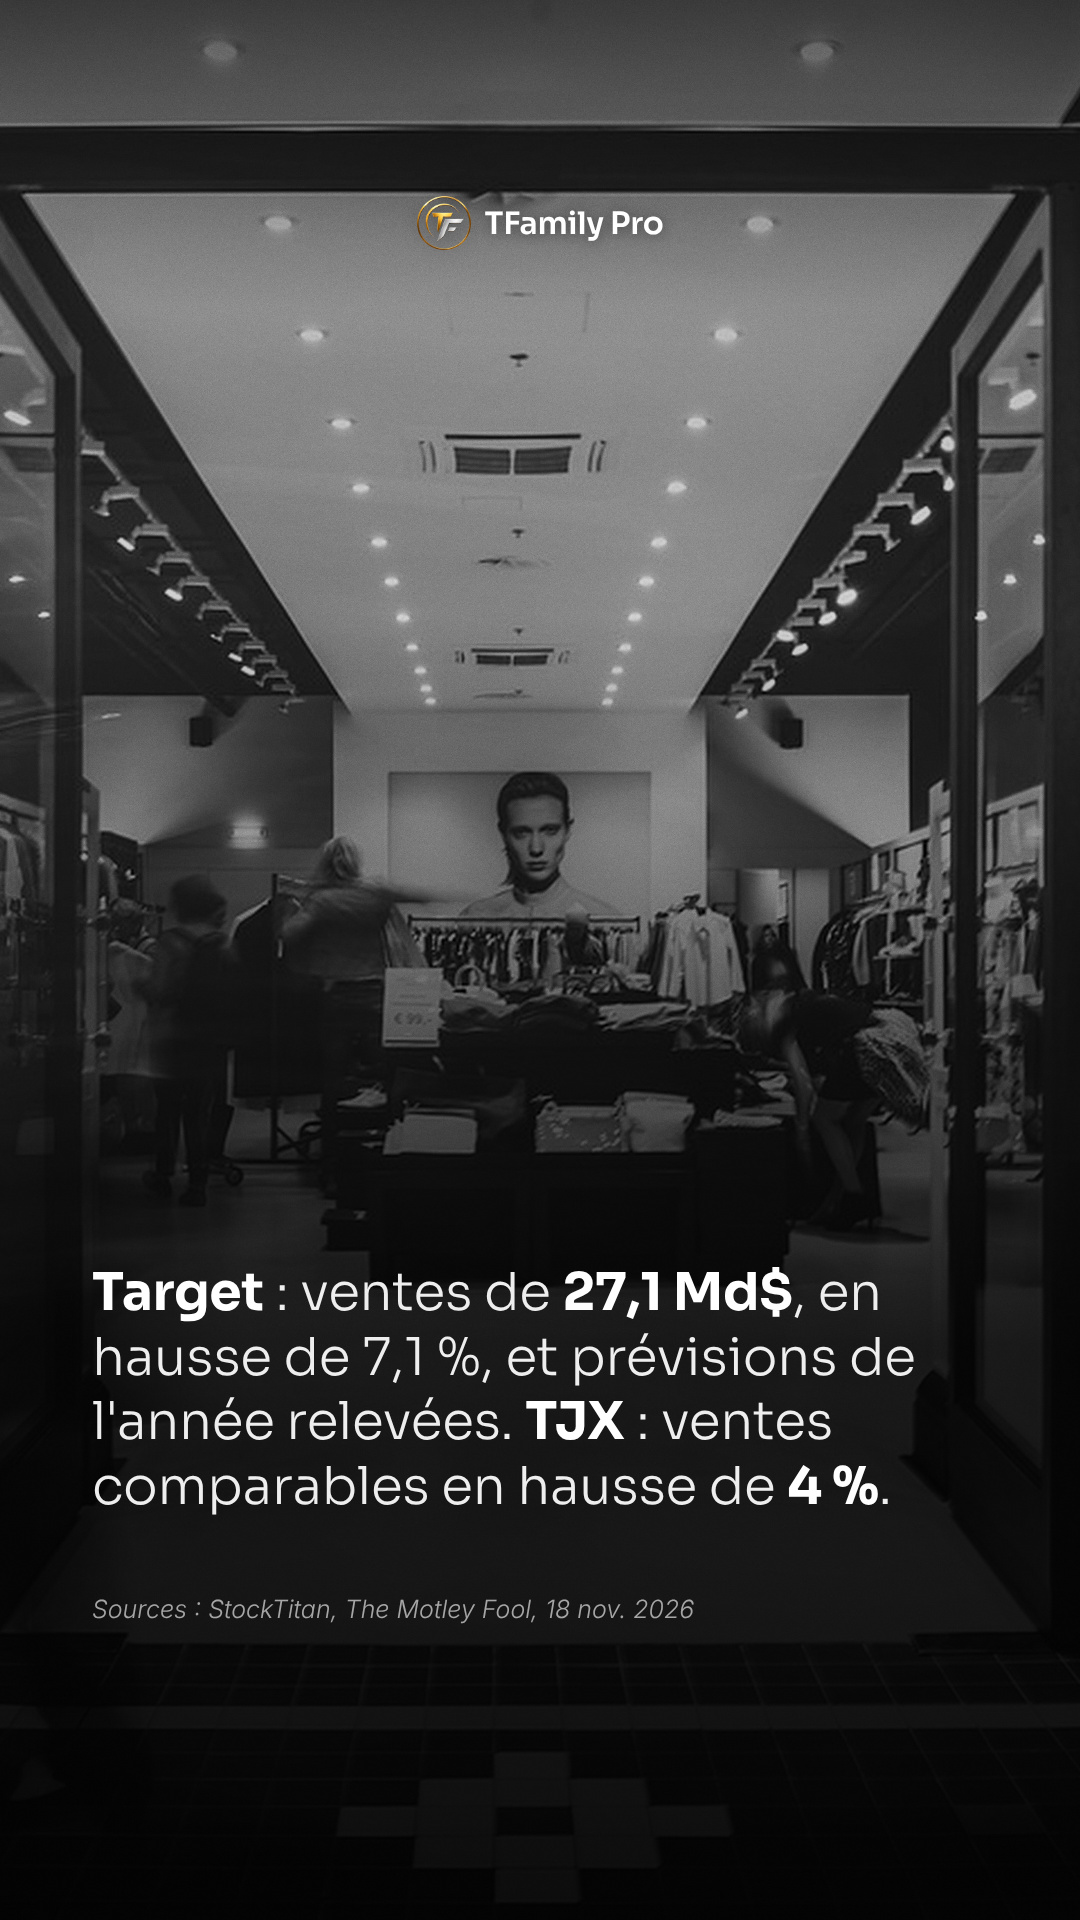 TFamily Pro
€ 99,-
Target : ventes de 27,1 Md$, en
hausse de 7,1 %, et prévisions de
l'année relevées. TJX : ventes
comparables en hausse de 4 %.
Sources : StockTitan, The Motley Fool, 18 nov. 2026